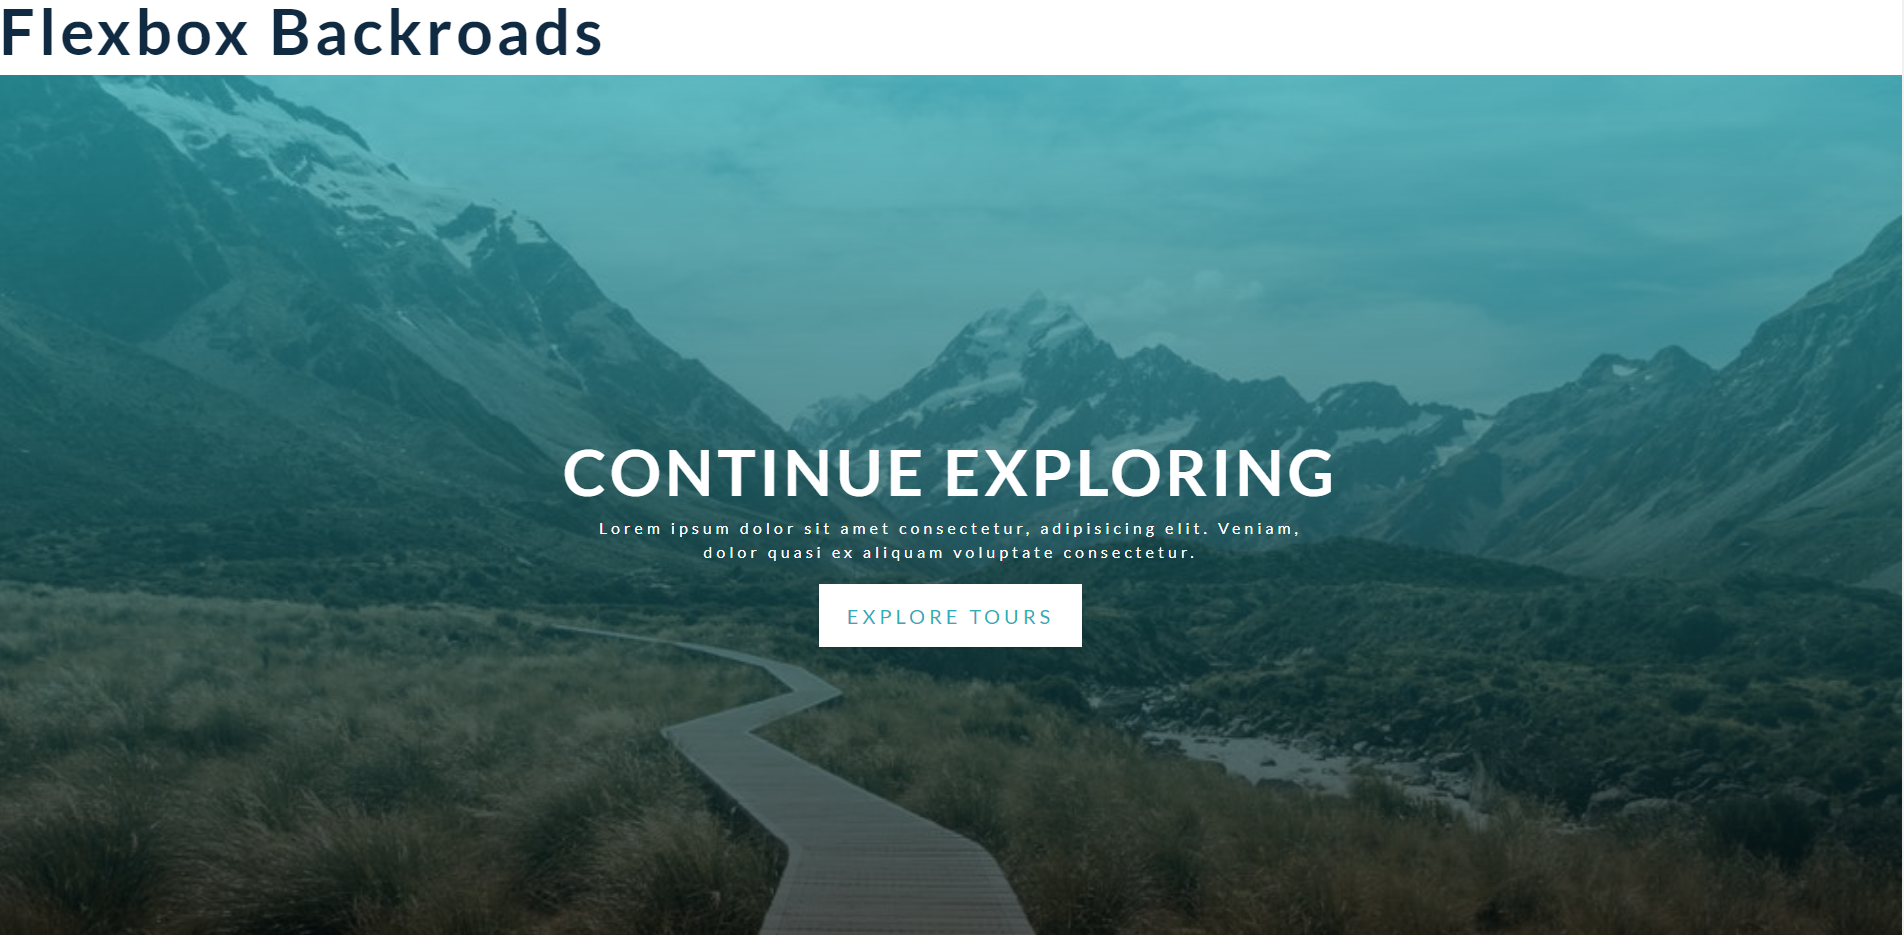 Flexbox Backroads
CONTINUE EXPLORING
Lorem ipsum dolor sit amet consectetur, adipisicing elit. Veniam,
dolor quasi ex aliquam voluptate consectetur.
EXPLORE TOURS